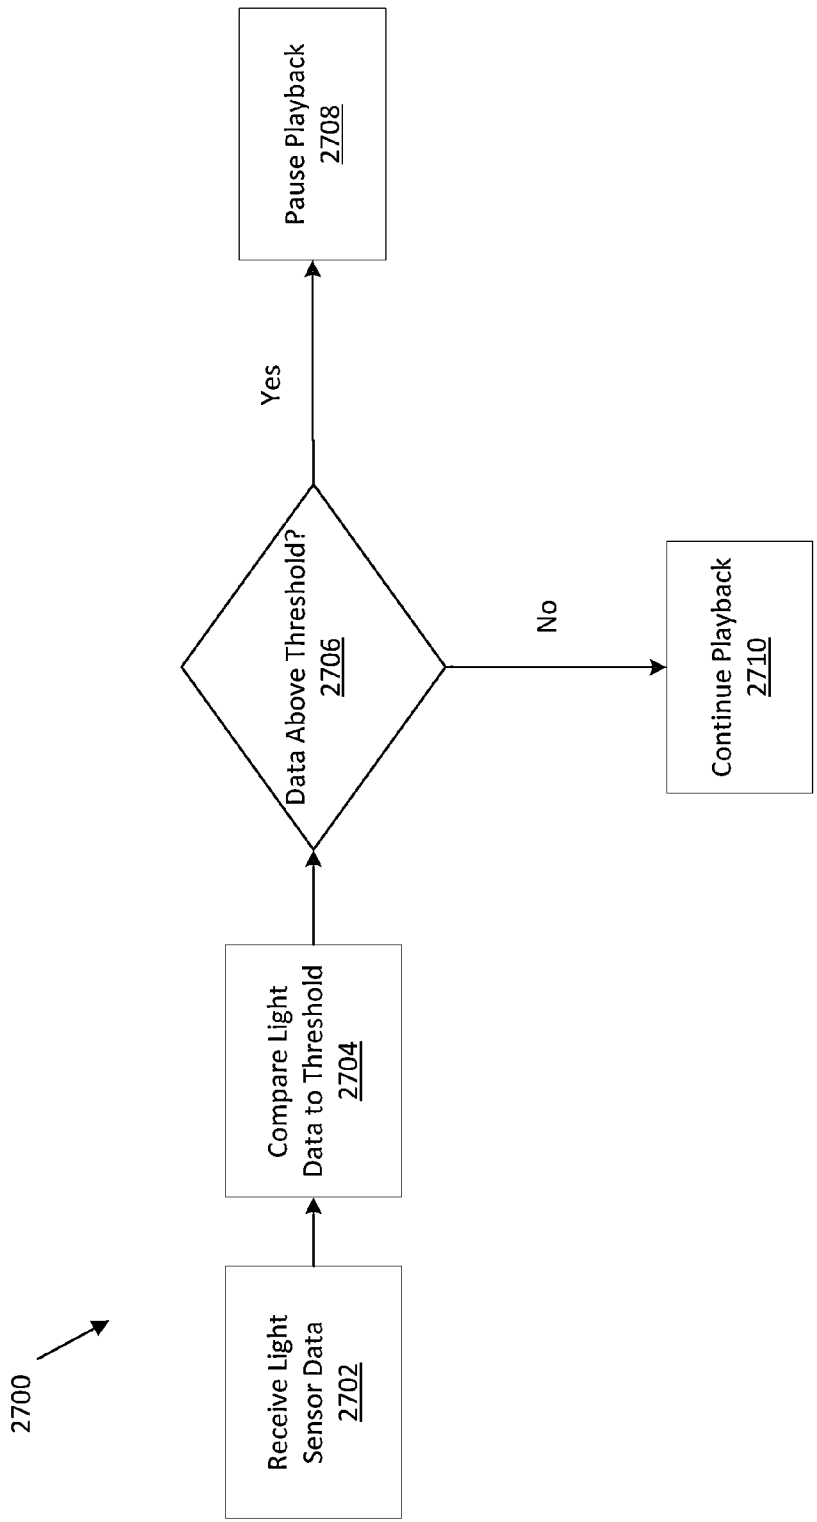 2700
Receive Light
Sensor Data
2702
Compare Light
Data to Threshold
2704
Data Above Threshold?
2706
Yes
Pause Playback
2708
No
Continue Playback
2710